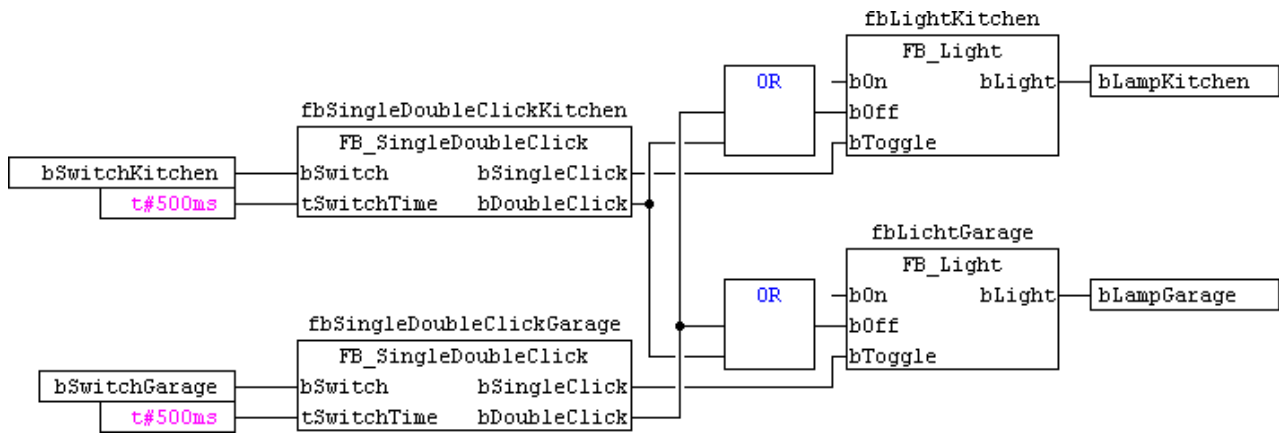 fbLightKitchen
FB_Light
OR
bOn bLight
bLampKitchen
bOff
bToggle
fbSingleDoubleClickKitchen
FB_SingleDoubleClick
bSwitchKitchen
bSwitch bSingleClick
t#500ms
tSwitchTime bDoubleClick
fbLichtGarage
FB_Light
OR
bOn bLight
bLampGarage
bOff
bToggle
fbSingleDoubleClickGarage
FB_SingleDoubleClick
bSwitchGarage
bSwitch bSingleClick
t#500ms
tSwitchTime bDoubleClick